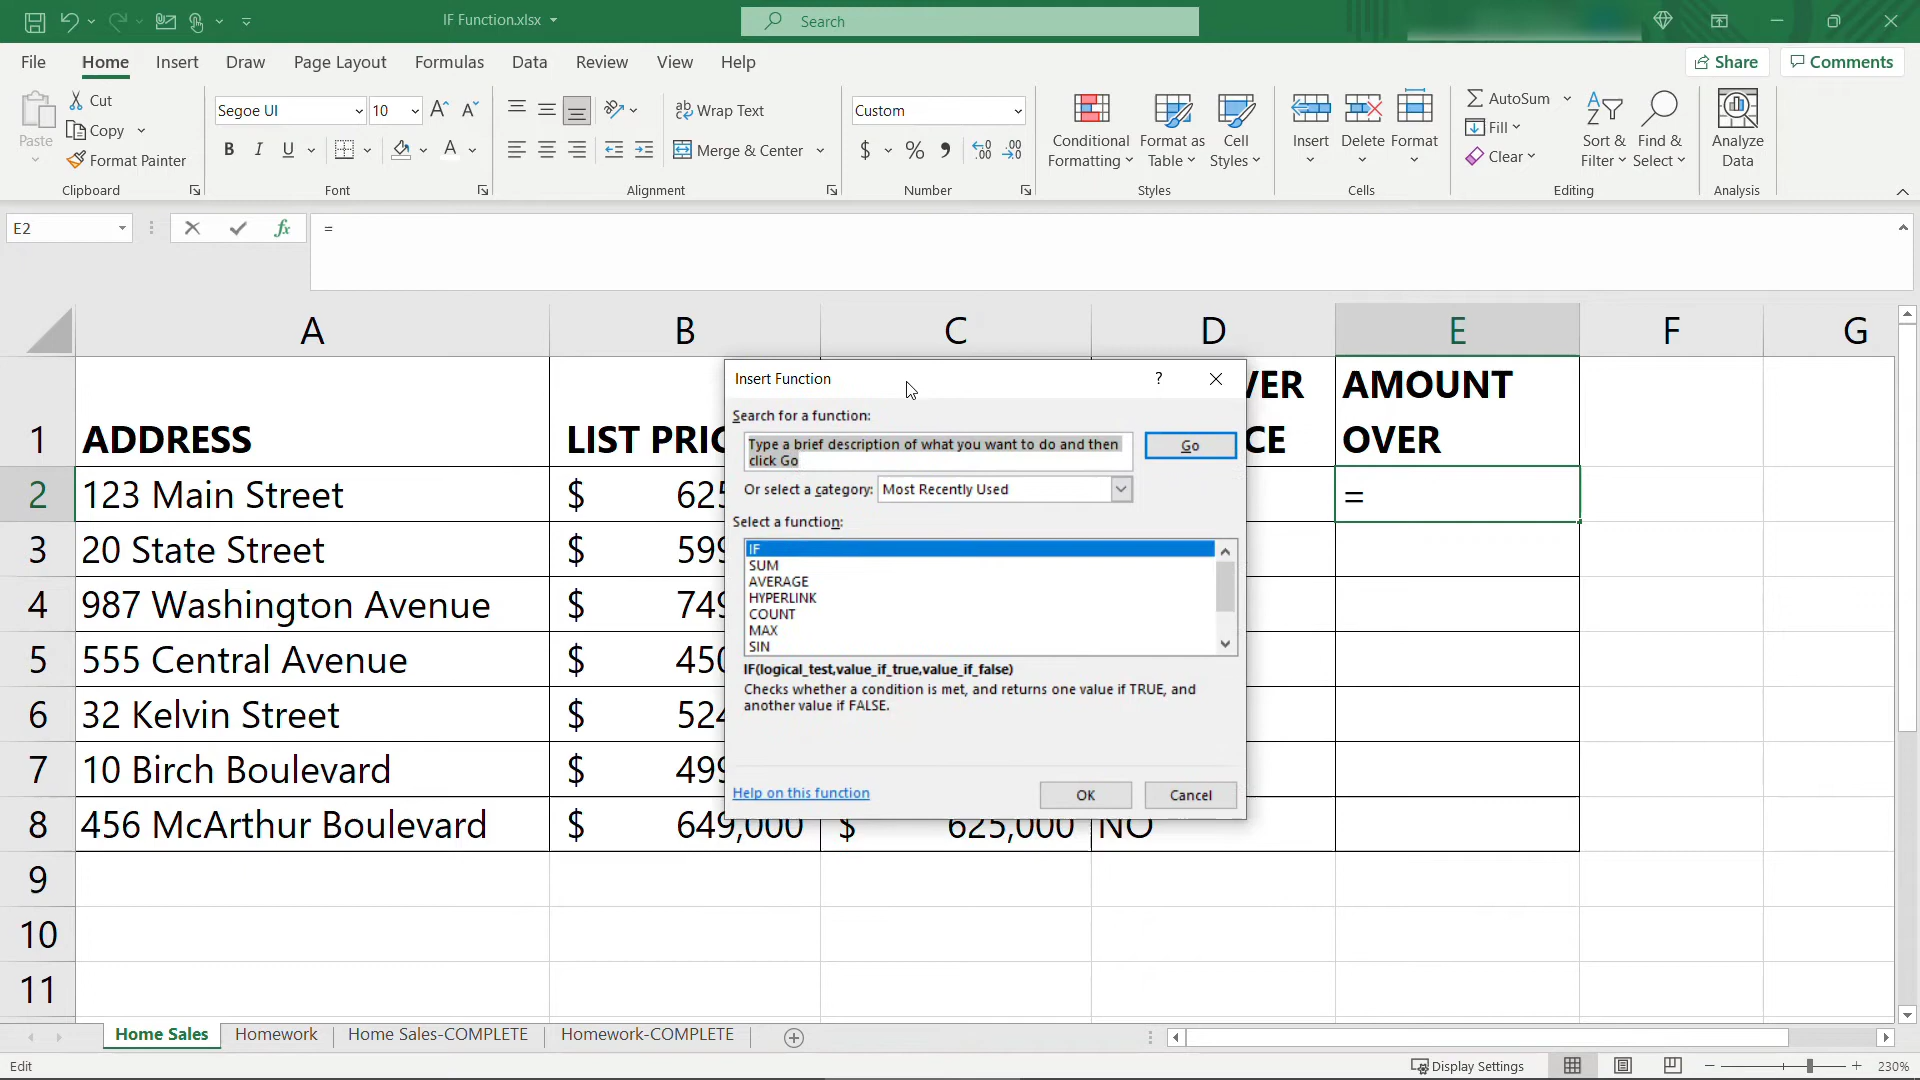 IF Function.xlsx
Search
File Home Insert Draw Page Layout Formulas Data Review View Help
Share Comments
Paste
Cut
Copy
Format Painter
Clipboard
Segoe UI 10
B I U
Font
Wrap Text
Merge & Center
Alignment
Custom
$ % 9
Number
Conditional Formatting
Format as Table
Cell Styles
Styles
Insert Delete Format
Cells
AutoSum
Fill
Clear
Sort & Filter
Find & Select
Editing
Analyze Data
Analysis
E2 fx =
A B C D E F G
1 ADDRESS LIST PRIC VER CE AMOUNT OVER
2 123 Main Street $ 625 =
3 20 State Street $ 599
4 987 Washington Avenue $ 749
5 555 Central Avenue $ 450
6 32 Kelvin Street $ 524
7 10 Birch Boulevard $ 499
8 456 McArthur Boulevard $ 649,000 $ 625,000 NO
9
10
11
Insert Function ?
Search for a function:
Type a brief description of what you want to do and then
click Go
Go
Or select a category: Most Recently Used
Select a function:
IF
SUM
AVERAGE
HYPERLINK
COUNT
MAX
SIN
IF(logical_test,value_if_true,value_if_false)
Checks whether a condition is met, and returns one value if TRUE, and
another value if FALSE.
Help on this function OK Cancel
Home Sales Homework Home Sales-COMPLETE Homework-COMPLETE
Edit Display Settings 230%